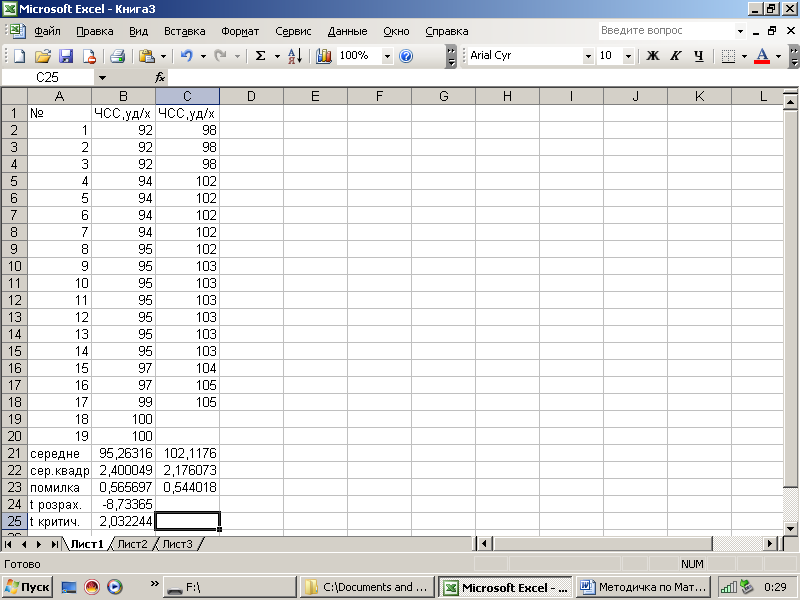 Microsoft Excel - Книга3
Файл Правка Вид Вставка Формат Сервис Данные Окно Справка Введите вопрос
100% Arial Cyr 10 Ж К Ч
C25 fx
A B C D E F G H I J K L
1 № ЧСС,уд/х ЧСС,уд/х
2 1 92 98
3 2 92 98
4 3 92 98
5 4 94 102
6 5 94 102
7 6 94 102
8 7 94 102
9 8 95 102
10 9 95 103
11 10 95 103
12 11 95 103
13 12 95 103
14 13 95 103
15 14 95 103
16 15 97 104
17 16 97 105
18 17 99 105
19 18 100
20 19 100
21 середне 95,26316 102,1176
22 сер.квадр 2,400049 2,176073
23 помилка 0,565697 0,544018
24 t розрах. -8,73365
25 t критич. 2,032244
Лист1 Лист2 Лист3
Готово NUM
Пуск » F:\ C:\Documents and ... Microsoft Excel - ... Методичка по Мат... 0:29